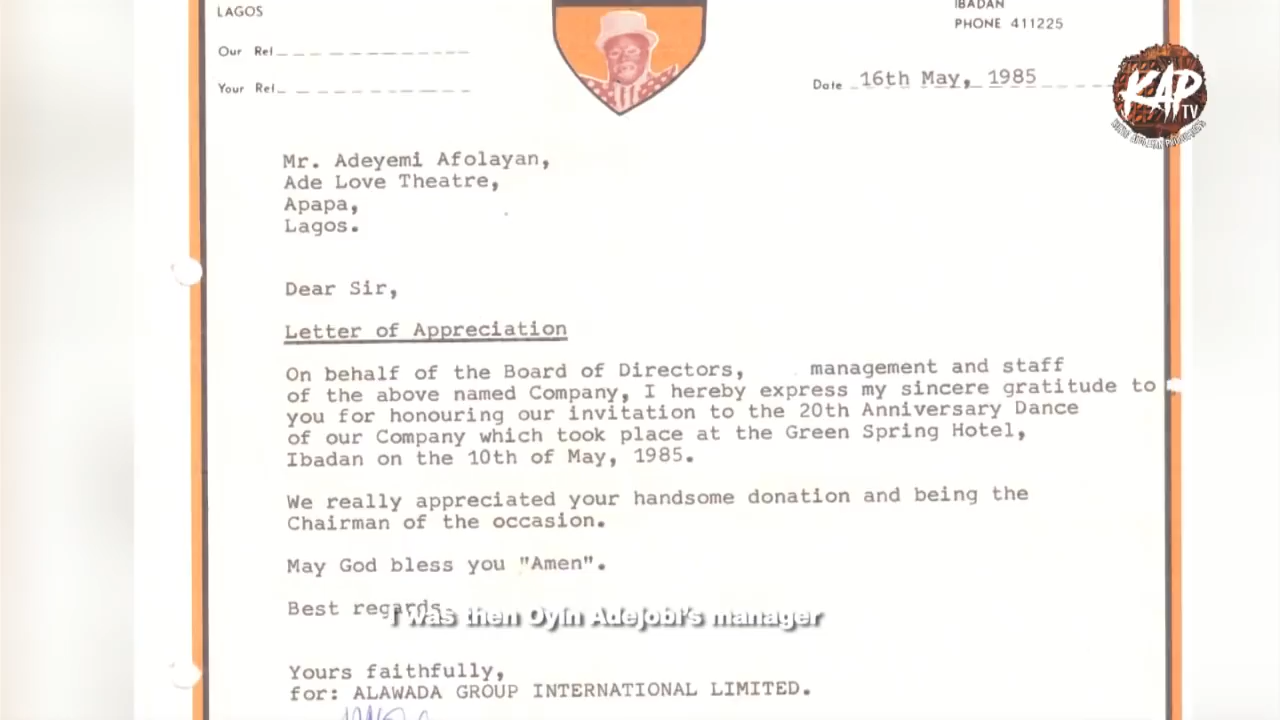 LAGOS
IBADAN
PHONE 411225
Our Rel
Your Rel
Date 16th May, 1985
KAP
TV
Mr. Adeyemi Afolayan,
Ade Love Theatre,
Apapa,
Lagos.
Dear Sir,
Letter of Appreciation
On behalf of the Board of Directors, management and staff
of the above named Company, I hereby express my sincere gratitude to
you for honouring our invitation to the 20th Anniversary Dance
of our Company which took place at the Green Spring Hotel,
Ibadan on the 10th of May, 1985.
We really appreciated your handsome donation and being the
Chairman of the occasion.
May God bless you "Amen".
Best regards.
I was then Oyin Adejobi's manager
Yours faithfully,
for: ALAWADA GROUP INTERNATIONAL LIMITED.